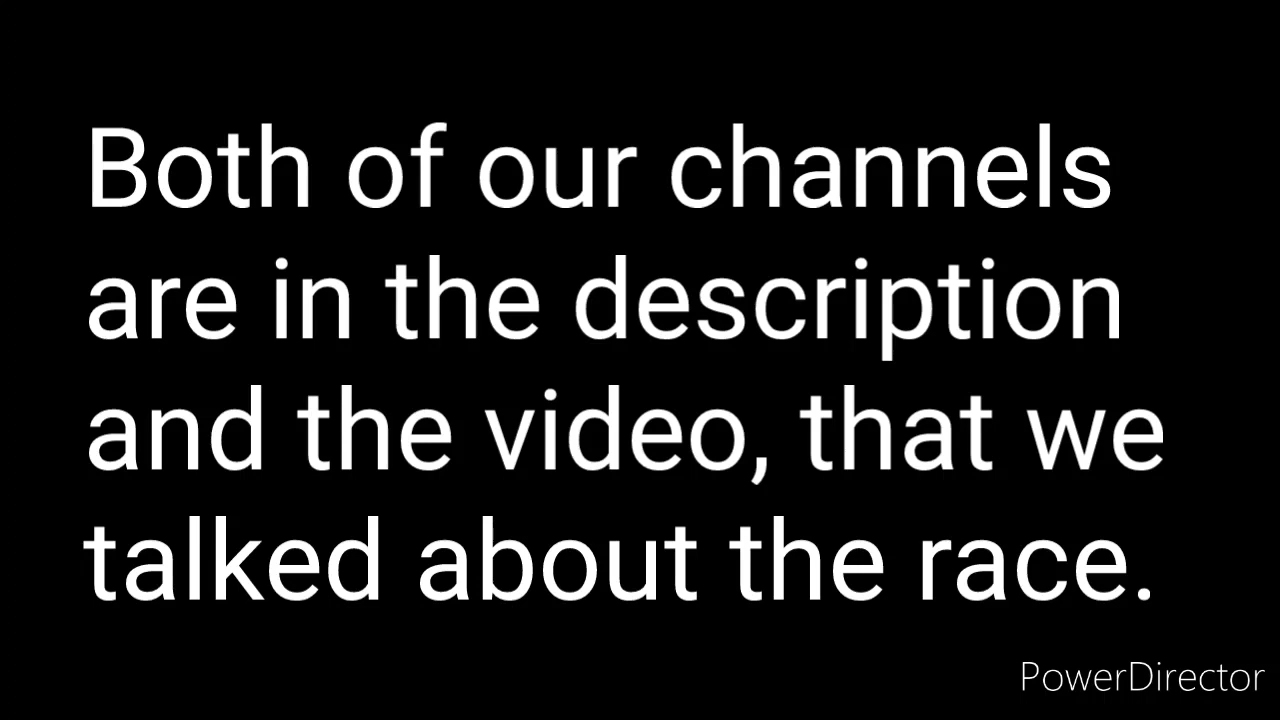 Both of our channels
are in the description
and the video, that we
talked about the race.
PowerDirector